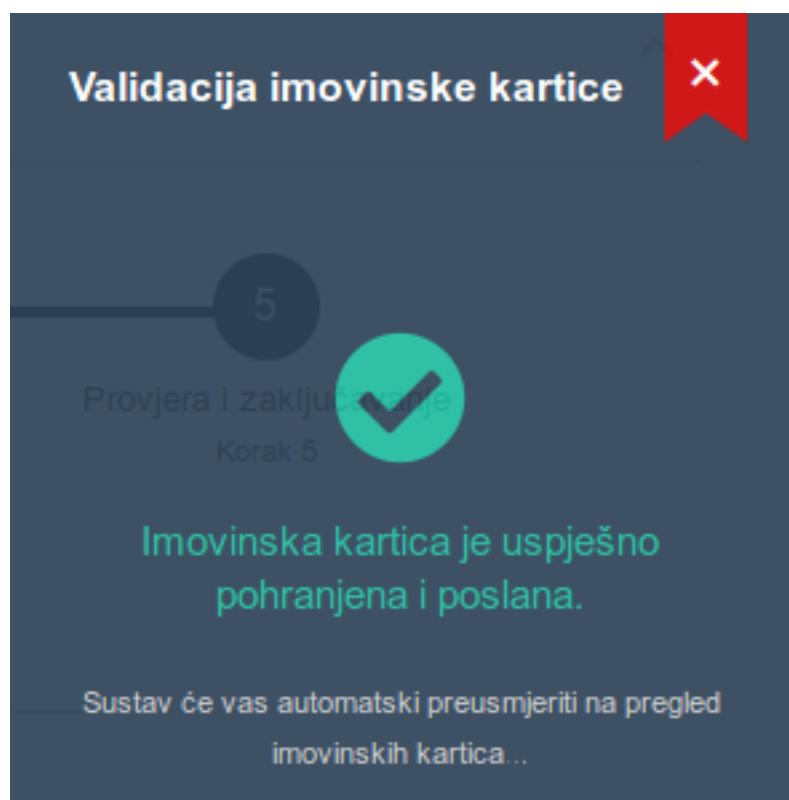 Validacija imovinske kartice
5
Provjera i zaključavanje
Korak 5
Imovinska kartica je uspješno
pohranjena i poslana.
Sustav će vas automatski preusmjeriti na pregled
imovinskih kartica...